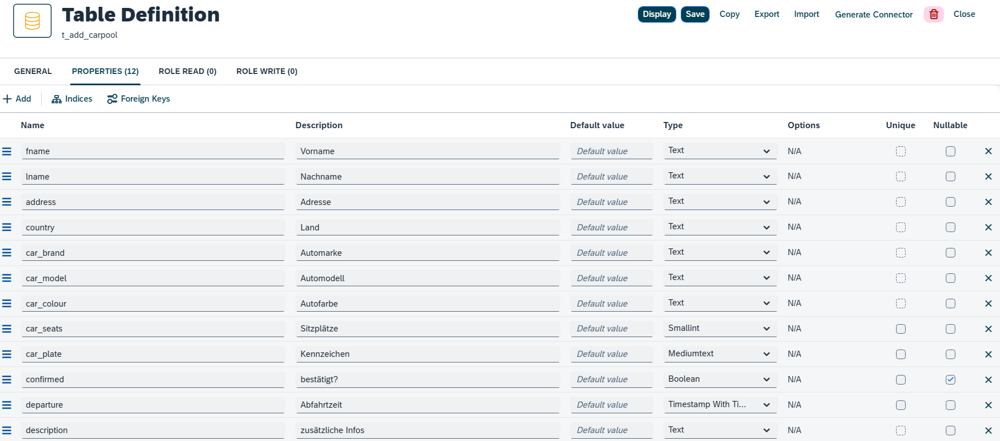 Table Definition
t_add_carpool
Display Save Copy Export Import Generate Connector Close
GENERAL PROPERTIES (12) ROLE READ (0) ROLE WRITE (0)
Add Indices Foreign Keys
Name Description Default value Type Options Unique Nullable
fname Vorname Default value Text N/A
lname Nachname Default value Text N/A
address Adresse Default value Text N/A
country Land Default value Text N/A
car_brand Automarke Default value Text N/A
car_model Automodell Default value Text N/A
car_colour Autofarbe Default value Text N/A
car_seats Sitzplätze Default value Smallint N/A
car_plate Kennzeichen Default value Mediumtext N/A
confirmed bestätigt? Default value Boolean N/A
departure Abfahrtzeit Default value Timestamp With Ti... N/A
description zusätzliche Infos Default value Text N/A